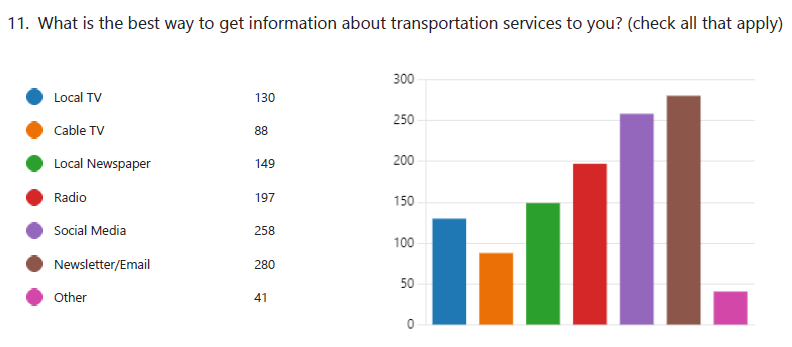 11. What is the best way to get information about transportation services to you? (check all that apply)
Local TV 130
Cable TV 88
Local Newspaper 149
Radio 197
Social Media 258
Newsletter/Email 280
Other 41
300
250
200
150
100
50
0